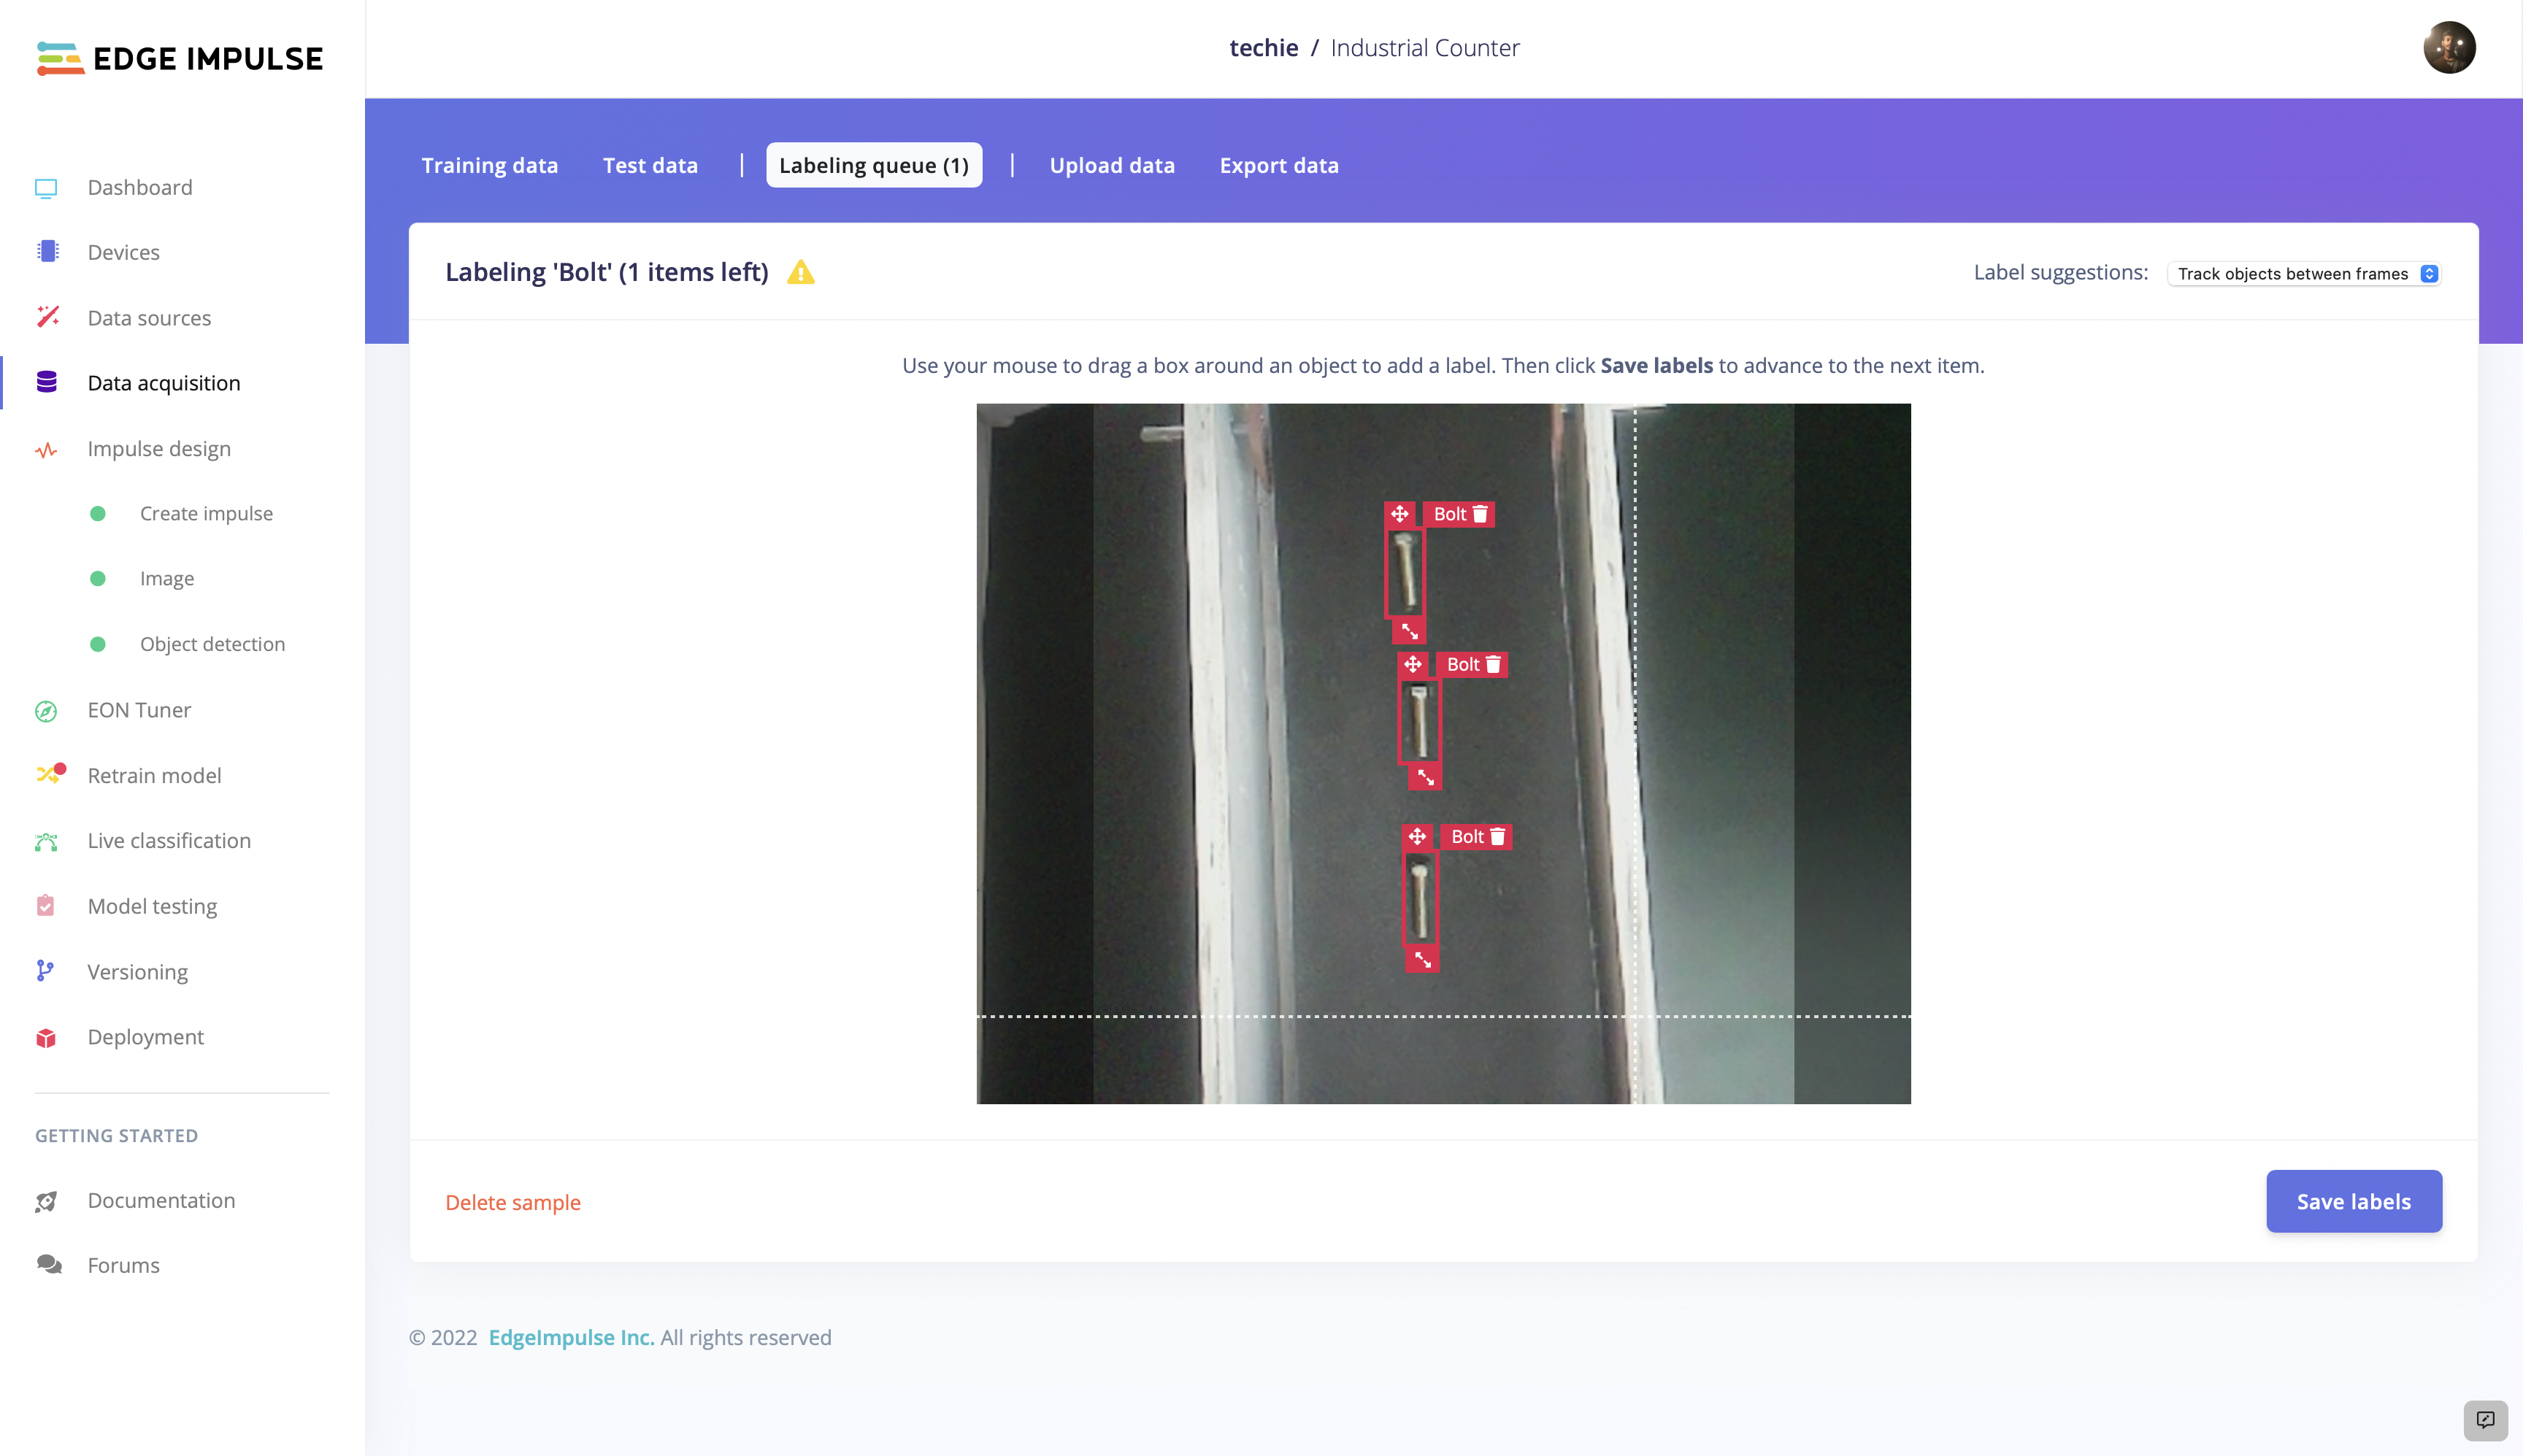 EDGE IMPULSE
techie / Industrial Counter
Dashboard
Devices
Data sources
Data acquisition
Impulse design
Create impulse
Image
Object detection
EON Tuner
Retrain model
Live classification
Model testing
Versioning
Deployment
GETTING STARTED
Documentation
Forums
Training data Test data | Labeling queue (1) | Upload data Export data
Labeling 'Bolt' (1 items left)
Label suggestions: Track objects between frames
Use your mouse to drag a box around an object to add a label. Then click Save labels to advance to the next item.
Bolt
Bolt
Bolt
Delete sample
Save labels
© 2022 EdgeImpulse Inc. All rights reserved